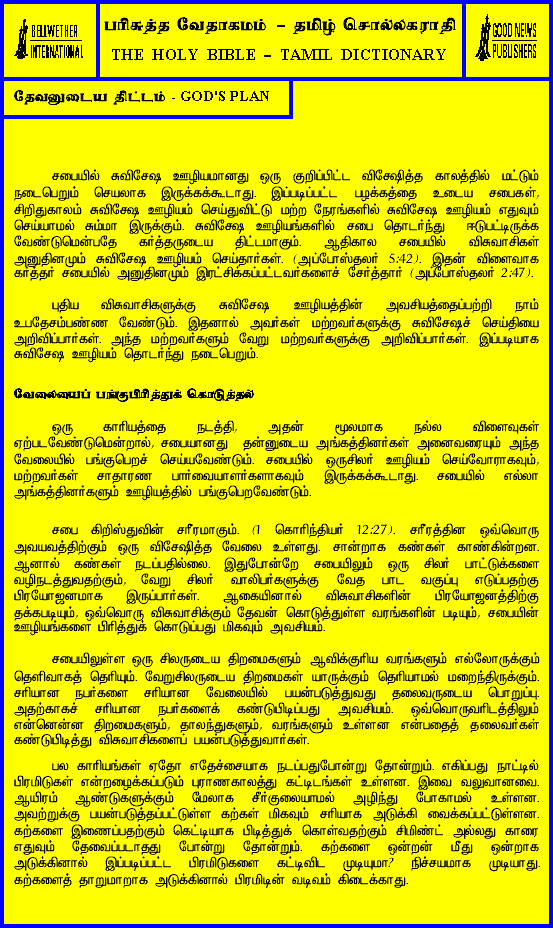 BELLWETHER
INTERNATIONAL
பரிசுத்த வேதாகமம் – தமிழ் சொல்லகராதி
THE HOLY BIBLE – TAMIL DICTIONARY
GOOD NEWS
PUBLISHERS
தேவனுடைய திட்டம் - GOD'S PLAN
சபையில் சுவிசேஷ ஊழியமானது ஒரு குறிப்பிட்ட விசேஷித்த காலத்தில் மட்டும்
நடைபெறும் செயலாக இருக்கக்கூடாது. இப்படிப்பட்ட பழக்கத்தை உடைய சபைகள்,
சிறிதுகாலம் சுவிசேஷ ஊழியம் செய்துவிட்டு மற்ற நேரங்களில் சுவிசேஷ ஊழியம் எதுவும்
செய்யாமல் சும்மா இருக்கும். சுவிசேஷ ஊழியங்களில் சபை தொடர்ந்து ஈடுபட்டிருக்க
வேண்டுமென்பதே கர்த்தருடைய திட்டமாகும். ஆதிகால சபையில் விசுவாசிகள்
அனுதினமும் சுவிசேஷ ஊழியம் செய்தார்கள். (அப்போஸ்தலர் 5:42). இதன் விளைவாக
கர்த்தர் சபையில் அனுதினமும் இரட்சிக்கப்பட்டவர்களைச் சேர்த்தார் (அப்போஸ்தலர் 2:47).
புதிய விசுவாசிகளுக்கு சுவிசேஷ ஊழியத்தின் அவசியத்தைப்பற்றி நாம்
உபதேசம்பண்ண வேண்டும். இதனால் அவர்கள் மற்றவர்களுக்கு சுவிசேஷச் செய்தியை
அறிவிப்பார்கள். அந்த மற்றவர்களும் வேறு மற்றவர்களுக்கு அறிவிப்பார்கள். இப்படியாக
சுவிசேஷ ஊழியம் தொடர்ந்து நடைபெறும்.
வேலையைப் பங்குபிரித்துக் கொடுத்தல்
ஒரு காரியத்தை நடத்தி, அதன் மூலமாக நல்ல விளைவுகள்
ஏற்படவேண்டுமென்றால், சபையானது தன்னுடைய அங்கத்தினர்கள் அனைவரையும் அந்த
வேலையில் பங்குபெறச் செய்யவேண்டும். சபையில் ஒருசிலர் ஊழியம் செய்வோராகவும்,
மற்றவர்கள் சாதாரண பார்வையாளர்களாகவும் இருக்கக்கூடாது. சபையில் எல்லா
அங்கத்தினர்களும் ஊழியத்தில் பங்குபெறவேண்டும்.
சபை கிறிஸ்துவின் சரீரமாகும். (1 கொரிந்தியர் 12:27). சரீரத்தின ஒவ்வொரு
அவயவத்திற்கும் ஒரு விசேஷித்த வேலை உள்ளது. சான்றாக கண்கள் காண்கின்றன.
ஆனால் கண்கள் நடப்பதில்லை. இதுபோன்றே சபையிலும் ஒரு சிலர் பாட்டுக்களை
வழிநடத்துவதற்கும், வேறு சிலர் வாலிபர்களுக்கு வேத பாட வகுப்பு எடுப்பதற்கு
பிரயோஜனமாக இருப்பார்கள். ஆகையினால் விசுவாசிகளின் பிரயோஜனத்திற்கு
தக்கபடியும், ஒவ்வொரு விசுவாசிக்கும் தேவன் கொடுத்துள்ள வரங்களின் படியும், சபையின்
ஊழியங்களை பிரித்துக் கொடுப்பது மிகவும் அவசியம்.
சபையிலுள்ள ஒரு சிலருடைய திறமைகளும் ஆவிக்குரிய வரங்களும் எல்லோருக்கும்
தெளிவாகத் தெரியும். வேறுசிலருடைய திறமைகள் யாருக்கும் தெரியாமல் மறைந்திருக்கும்.
சரியான நபர்களை சரியான வேலையில் பயன்படுத்துவது தலைவருடைய பொறுப்பு.
அதற்காகச் சரியான நபர்களைக் கண்டுபிடிப்பது அவசியம். ஒவ்வொருவரிடத்திலும்
என்னென்ன திறமைகளும், தாலந்துகளும், வரங்களும் உள்ளன என்பதைத் தலைவர்கள்
கண்டுபிடித்து விசுவாசிகளைப் பயன்படுத்துவார்கள்.
பல காரியங்கள் ஏதோ எதேச்சையாக நடப்பதுபோன்று தோன்றும். எகிப்பது நாட்டில்
பிரமிடுகள் என்றழைக்கப்படும் புராணகாலத்து கட்டிடங்கள் உள்ளன. இவை வலுவானவை.
ஆயிரம் ஆண்டுகளுக்கும் மேலாக சீர்குலையாமல் அழிந்து போகாமல் உள்ளன.
அவற்றுக்கு பயன்படுத்தப்பட்டுள்ள கற்கள் மிகவும் சரியாக அடுக்கி வைக்கப்பட்டுள்ளன.
கற்களை இணைப்பதற்கும் கெட்டியாக பிடித்துக் கொள்வதற்கும் சிமிண்ட் அல்லது காரை
எதுவும் தேவைப்படாதது போன்று தோன்றும். கற்களை ஒன்றன் மீது ஒன்றாக
அடுக்கினால் இப்படிப்பட்ட பிரமிடுகளை கட்டிவிட முடியுமா? நிச்சயமாக முடியாது.
கற்களைத் தாறுமாறாக அடுக்கினால் பிரமிடின் வடிவம் கிடைக்காது.